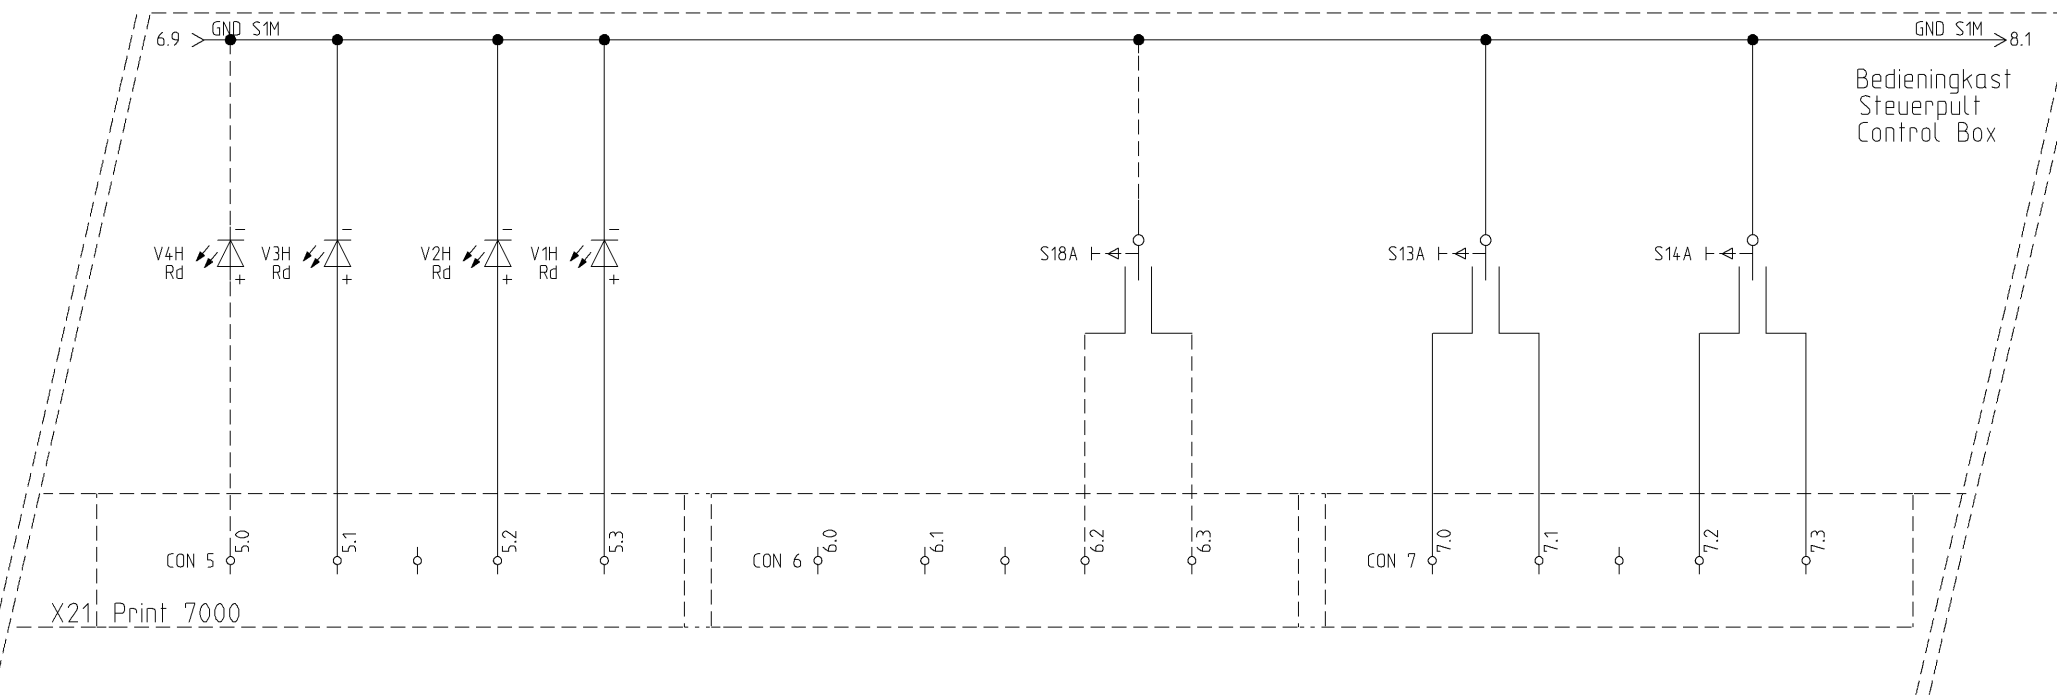 6.9 GND S1M
GND S1M 8.1
Bedieningkast
Steuerpult
Control Box
V4H
Rd
-
+
V3H
Rd
-
+
V2H
Rd
-
+
V1H
Rd
-
+
S18A
S13A
S14A
CON 5
5.0
5.1
5.2
5.3
CON 6
6.0
6.1
6.2
6.3
CON 7
7.0
7.1
7.2
7.3
X21 Print 7000